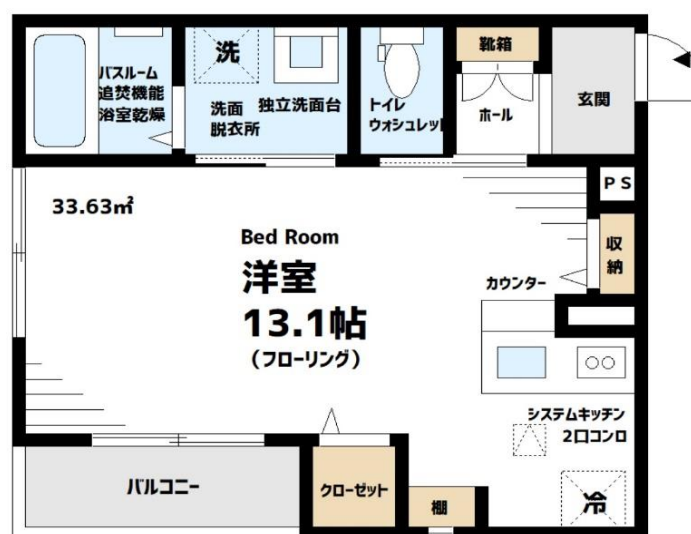 靴箱
洗
バスルーム
追焚機能
浴室乾燥
洗面
脱衣所
独立洗面台
トイレ
ウォシュレット
ホール
玄関
PS
33.63㎡
収納
Bed Room
洋室
13.1帖
(フローリング)
カウンター
システムキッチン
2口コンロ
バルコニー
クローゼット
棚
冷